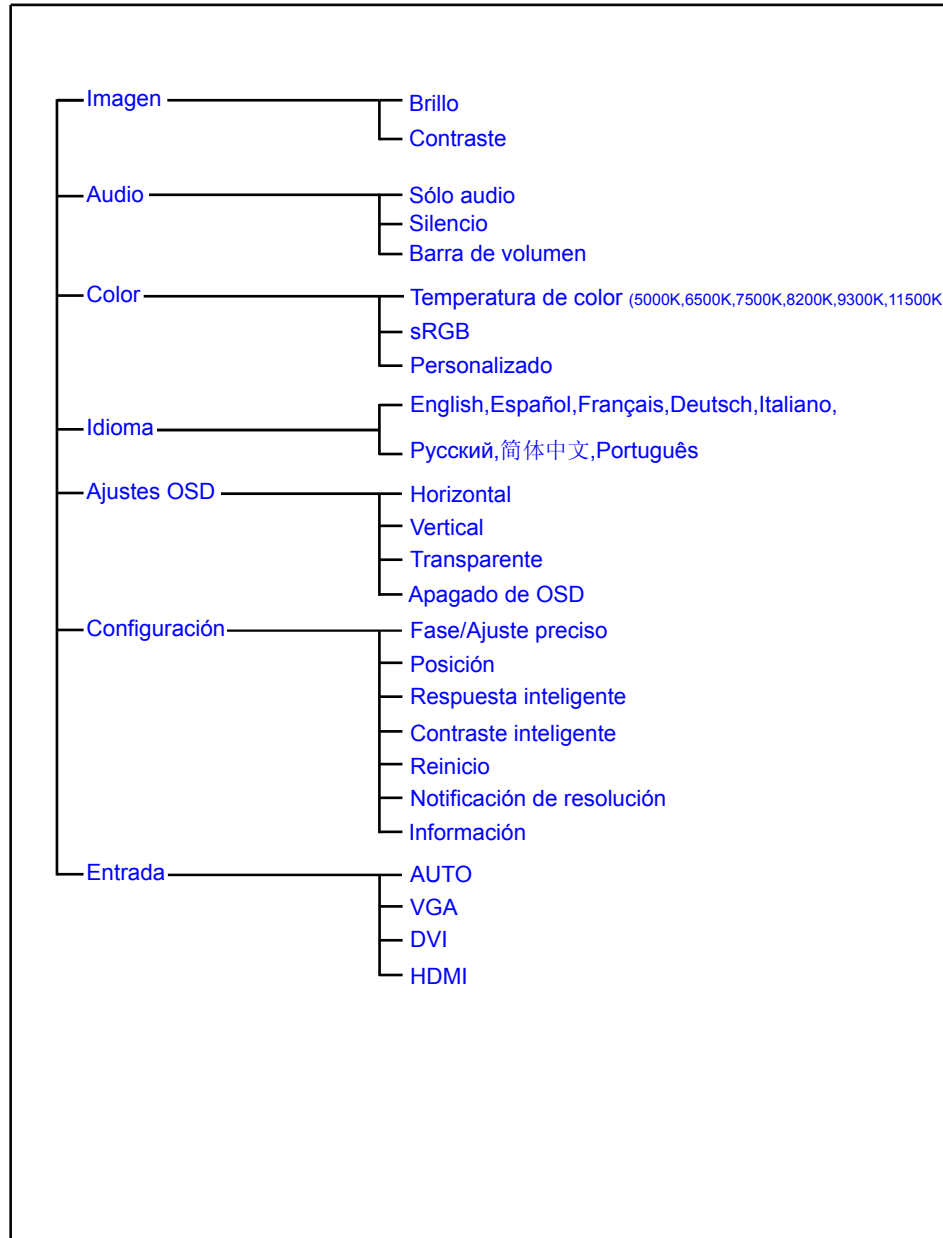 Imagen
Brillo
Contraste
Audio
Sólo audio
Silencio
Barra de volumen
Color
Temperatura de color (5000K,6500K,7500K,8200K,9300K,11500K
sRGB
Personalizado
Idioma
English,Español,Français,Deutsch,Italiano,
Русский,简体中文,Português
Ajustes OSD
Horizontal
Vertical
Transparente
Apagado de OSD
Configuración
Fase/Ajuste preciso
Posición
Respuesta inteligente
Contraste inteligente
Reinicio
Notificación de resolución
Información
Entrada
AUTO
VGA
DVI
HDMI